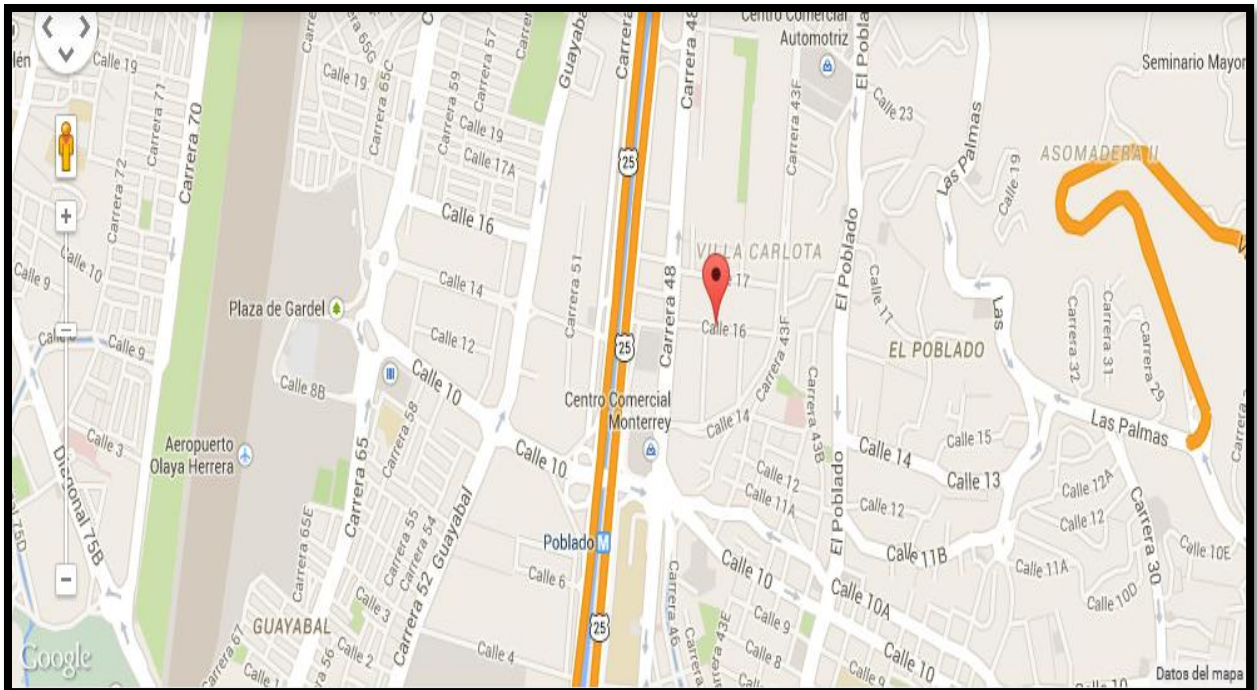 Centro Comercial
Automotriz
Calle 19
Carrera 65G
Carrera 65C
Calle 19
Carrera 57
Carrera 59
Guayabal
Carrera
Carrera 48
El Pobla
Seminario Mayor
Carrera 71
Carrera 70
Carrera 72
Calle 19
Calle 17A
25
Carrera 43F
Calle 23
Las Palmas
ASOMADERA II
Calle 19
Calle 16
Calle 10
Calle 9
Calle 14
Carrera 51
VILLA CARLOTA
17
El Poblado
Calle 17
Las
Plaza de Gardel
Calle 12
25
Carrera 48
Calle 16
Carrera 43F
EL POBLADO
Carrera 32
Carrera 31
Carrera 29
Calle 9
Calle 8B
Calle 10
Carrera 58
Centro Comercial
Monterrey
Calle 14
Carrera 43B
Las Palmas
Calle 3
Aeropuerto
Olaya Herrera
Carrera 65
Calle 10
Calle 12
Calle 11A
El Poblado
Calle 14
Calle 15
Calle 13
Calle 12
Calle 12A
Calle 12
Carrera 30
Diagonal 75B
75D
Carrera 65E
Carrera 55
Carrera 54
Carrera 52
Guayabal
Poblado
M
Calle 6
Calle 11B
Calle 11A
Calle 10E
Calle 10D
Calle 3
Calle 10
Calle 10A
Carrera 46
GUAYABAL
25
Carrera 67
Calle 2
Calle 4
43E
Calle 9
Calle 8
Calle 10
Calle 9
Calle 10
Google
Datos del mapa